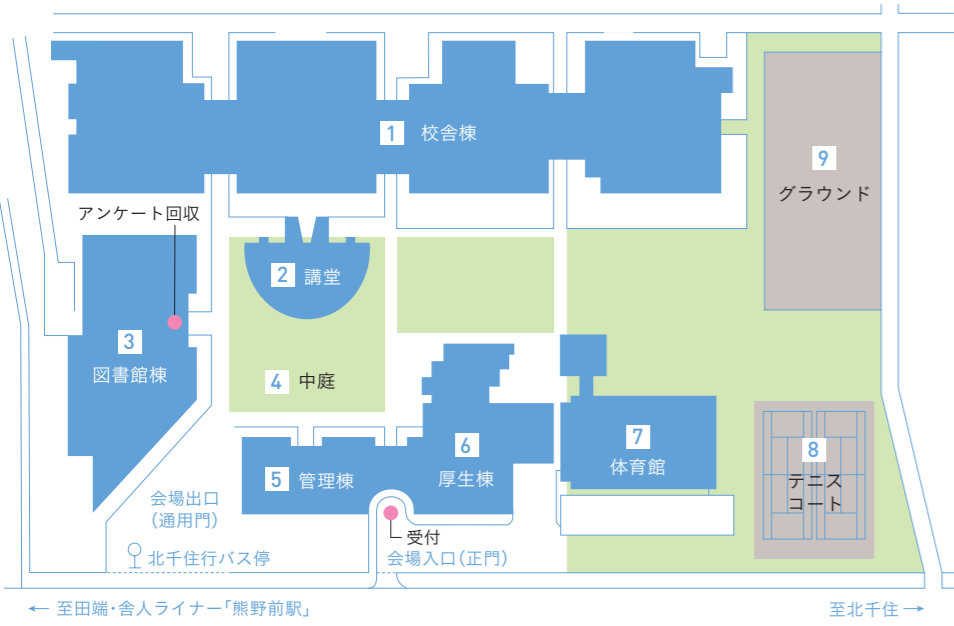 1 校舎棟
9
グラウンド
アンケート回収
2 講堂
3
図書館棟
4 中庭
5 管理棟
6
厚生棟
7
体育館
8
テニス
コート
会場出口
(通用門)
受付
北千住行バス停
会場入口(正門)
← 至田端・舎人ライナー「熊野前駅」
至北千住 →